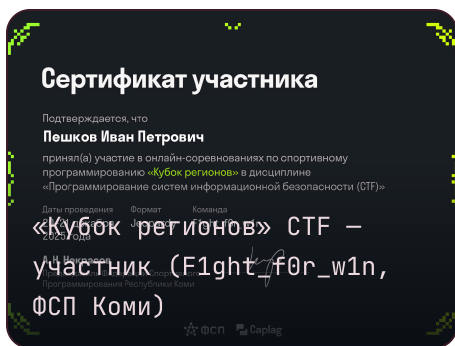 Сертификат участника
Подтверждается, что
Пешков Иван Петрович
принял(а) участие в онлайн-соревнованиях по спортивному
программированию «Кубок регионов» в дисциплине
«Программирование систем информационной безопасности (CTF)»
Даты проведения Формат Команда
«Кубок регионов» CTF —
2025 года
участник (F1ght_f0r_w1n,
Программирования Республики Коми
ФСП Коми)
ФСП Caplag